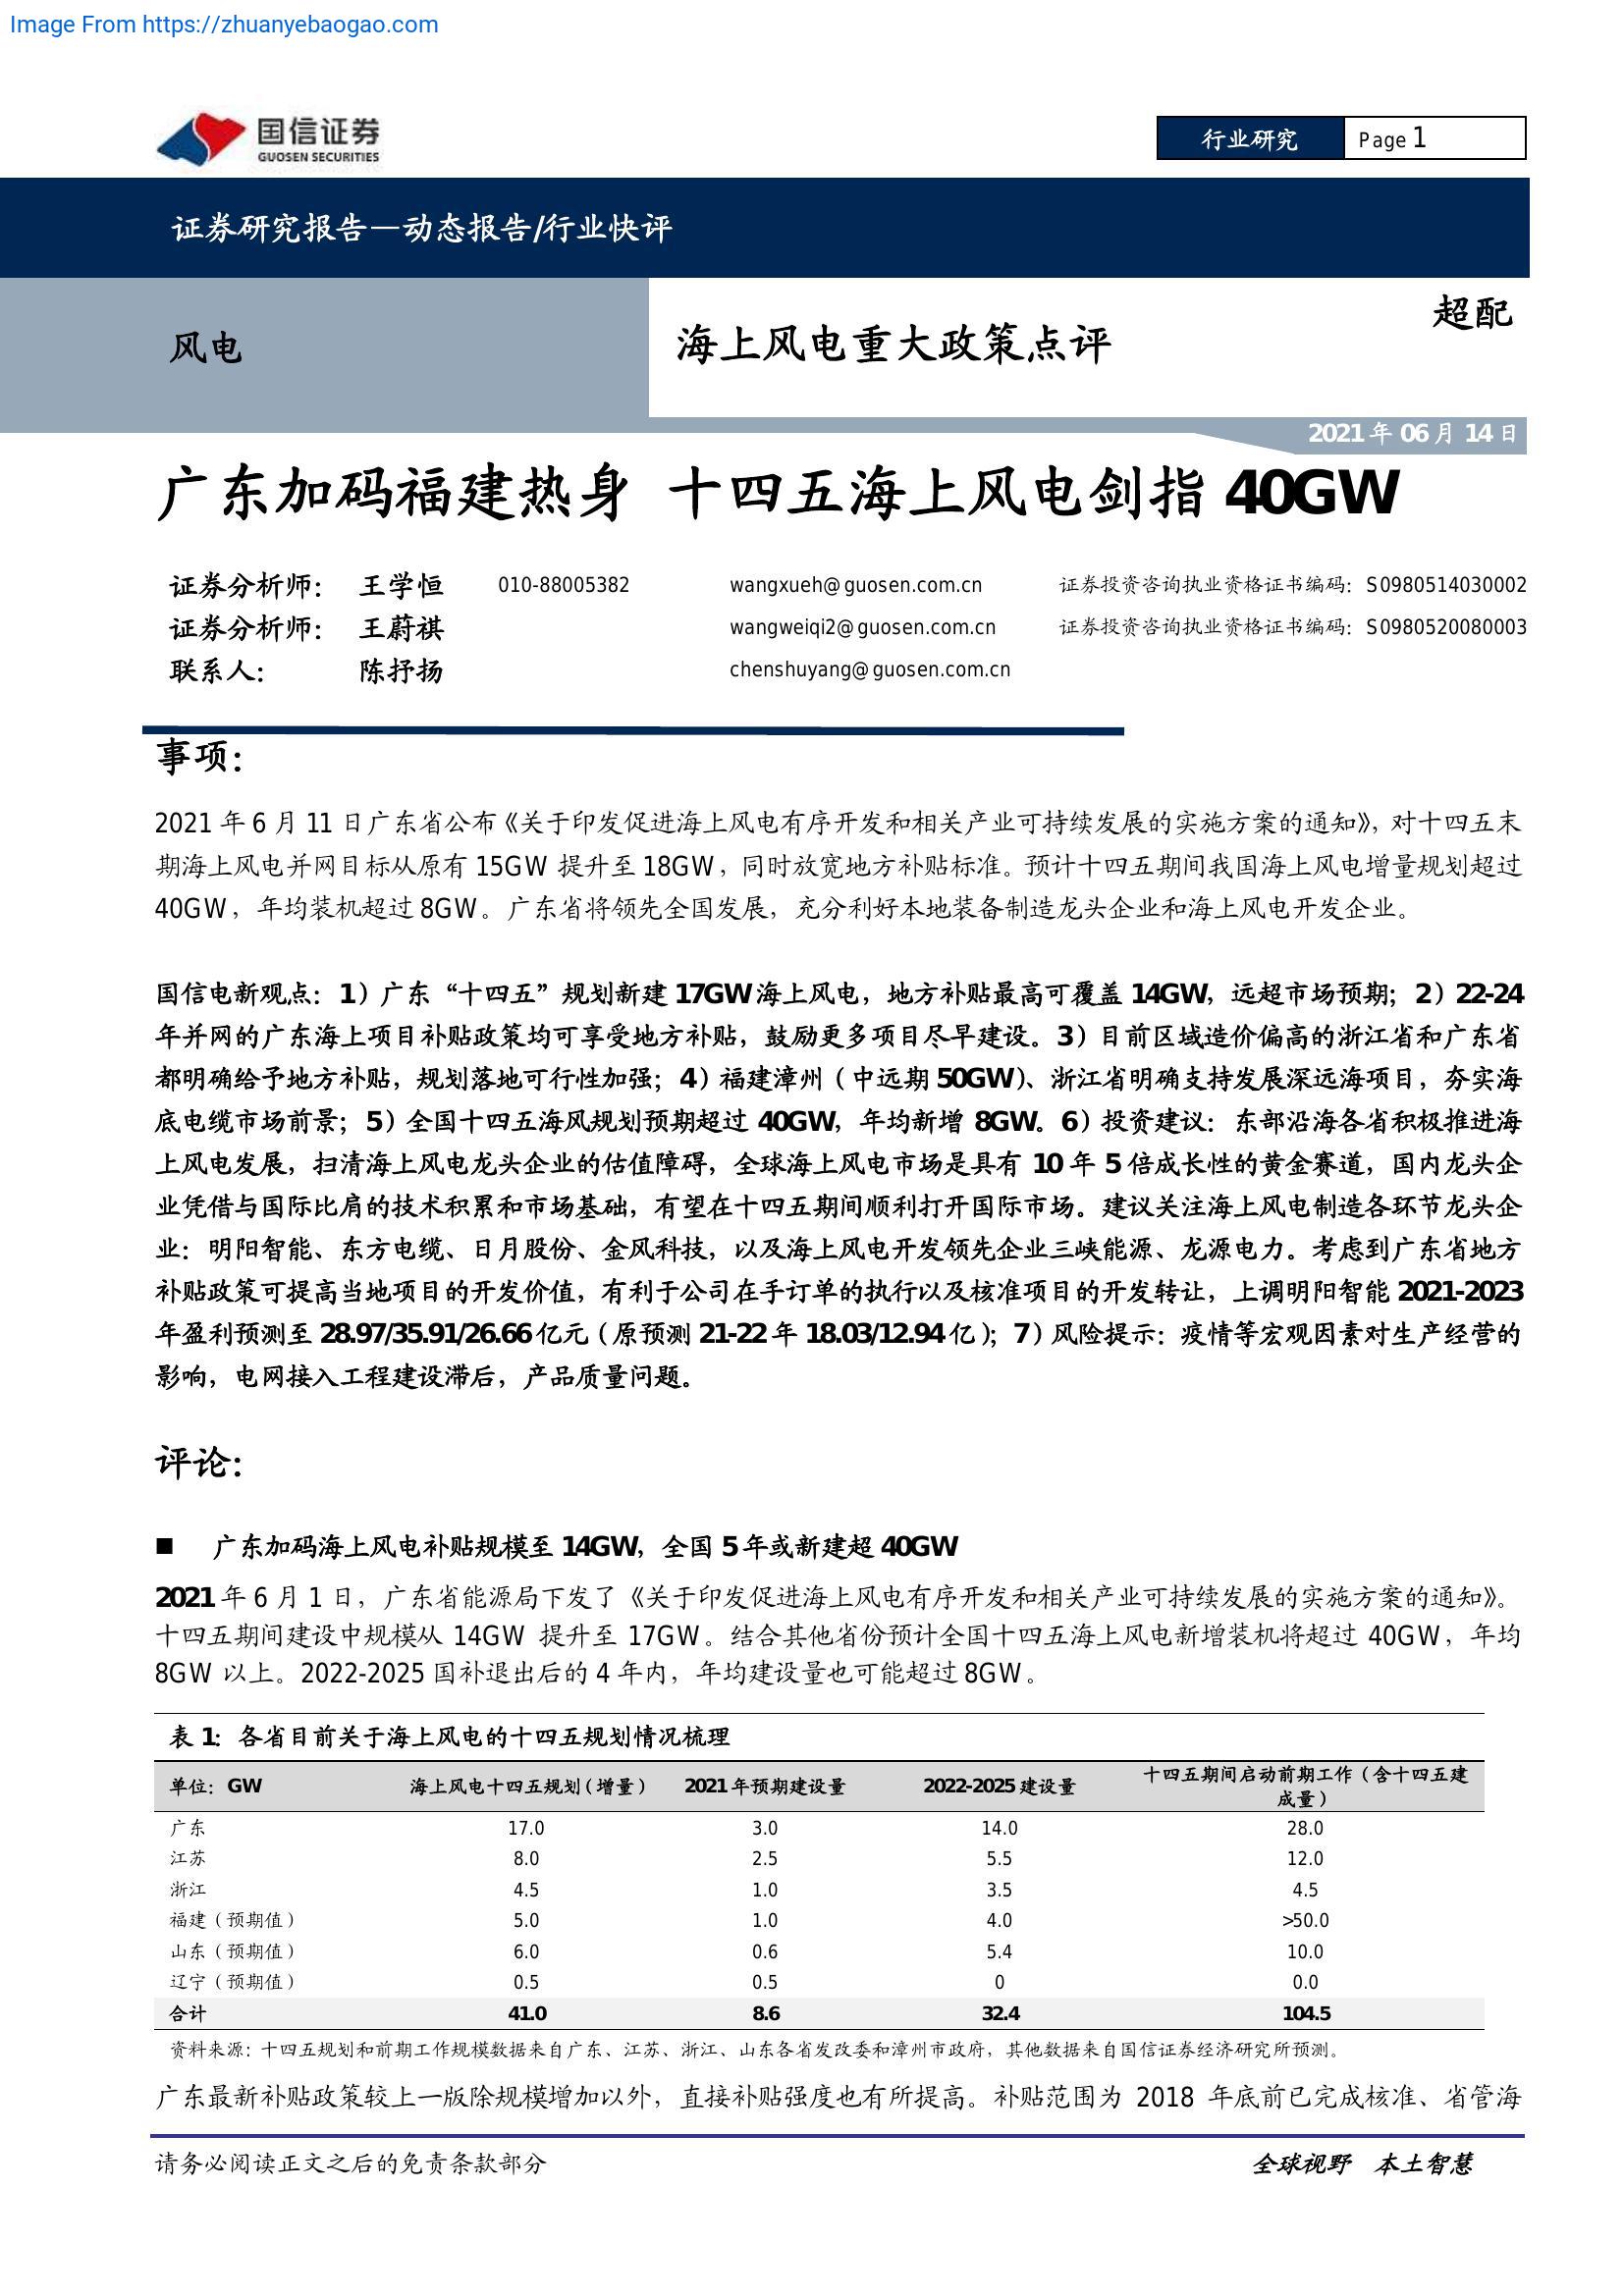 Image From https://zhuanyebaogao.com
国信证券
GUOSEN SECURITIES
行业研究 Page 1
证券研究报告—动态报告/行业快评
风电
海上风电重大政策点评
超配
2021 年 06 月 14 日
广东加码福建热身 十四五海上风电剑指 40GW
证券分析师： 王学恒 010-88005382 wangxueh@guosen.com.cn 证券投资咨询执业资格证书编码：S0980514030002
证券分析师： 王蔚祺 wangweiqi2@guosen.com.cn 证券投资咨询执业资格证书编码：S0980520080003
联系人： 陈抒扬 chenshuyang@guosen.com.cn
事项：
2021 年 6 月 11 日广东省公布《关于印发促进海上风电有序开发和相关产业可持续发展的实施方案的通知》，对十四五末
期海上风电并网目标从原有 15GW 提升至 18GW，同时放宽地方补贴标准。预计十四五期间我国海上风电增量规划超过
40GW，年均装机超过 8GW。广东省将领先全国发展，充分利好本地装备制造龙头企业和海上风电开发企业。
国信电新观点：1）广东“十四五”规划新建 17GW 海上风电，地方补贴最高可覆盖 14GW，远超市场预期；2）22-24
年并网的广东海上项目补贴政策均可享受地方补贴，鼓励更多项目尽早建设。3）目前区域造价偏高的浙江省和广东省
都明确给予地方补贴，规划落地可行性加强；4）福建漳州（中远期 50GW）、浙江省明确支持发展深远海项目，夯实海
底电缆市场前景；5）全国十四五海风规划预期超过 40GW，年均新增 8GW。6）投资建议：东部沿海各省积极推进海
上风电发展，扫清海上风电龙头企业的估值障碍，全球海上风电市场是具有 10 年 5 倍成长性的黄金赛道，国内龙头企
业凭借与国际比肩的技术积累和市场基础，有望在十四五期间顺利打开国际市场。建议关注海上风电制造各环节龙头企
业：明阳智能、东方电缆、日月股份、金风科技，以及海上风电开发领先企业三峡能源、龙源电力。考虑到广东省地方
补贴政策可提高当地项目的开发价值，有利于公司在手订单的执行以及核准项目的开发转让，上调明阳智能 2021-2023
年盈利预测至 28.97/35.91/26.66 亿元（原预测 21-22 年 18.03/12.94 亿）；7）风险提示：疫情等宏观因素对生产经营的
影响，电网接入工程建设滞后，产品质量问题。
评论：
■ 广东加码海上风电补贴规模至 14GW，全国 5 年或新建超 40GW
2021 年 6 月 1 日，广东省能源局下发了《关于印发促进海上风电有序开发和相关产业可持续发展的实施方案的通知》。
十四五期间建设中规模从 14GW 提升至 17GW。结合其他省份预计全国十四五海上风电新增装机将超过 40GW，年均
8GW 以上。2022-2025 国补退出后的 4 年内，年均建设量也可能超过 8GW。
表 1：各省目前关于海上风电的十四五规划情况梳理
单位：GW 海上风电十四五规划（增量） 2021 年预期建设量 2022-2025 建设量 十四五期间启动前期工作（含十四五建
成量）
广东 17.0 3.0 14.0 28.0
江苏 8.0 2.5 5.5 12.0
浙江 4.5 1.0 3.5 4.5
福建（预期值） 5.0 1.0 4.0 >50.0
山东（预期值） 6.0 0.6 5.4 10.0
辽宁（预期值） 0.5 0.5 0 0.0
合计 41.0 8.6 32.4 104.5
资料来源：十四五规划和前期工作规模数据来自广东、江苏、浙江、山东各省发改委和漳州市政府，其他数据来自国信证券经济研究所预测。
广东最新补贴政策较上一版除规模增加以外，直接补贴强度也有所提高。补贴范围为 2018 年底前已完成核准、省管海
请务必阅读正文之后的免责条款部分 全球视野 本土智慧